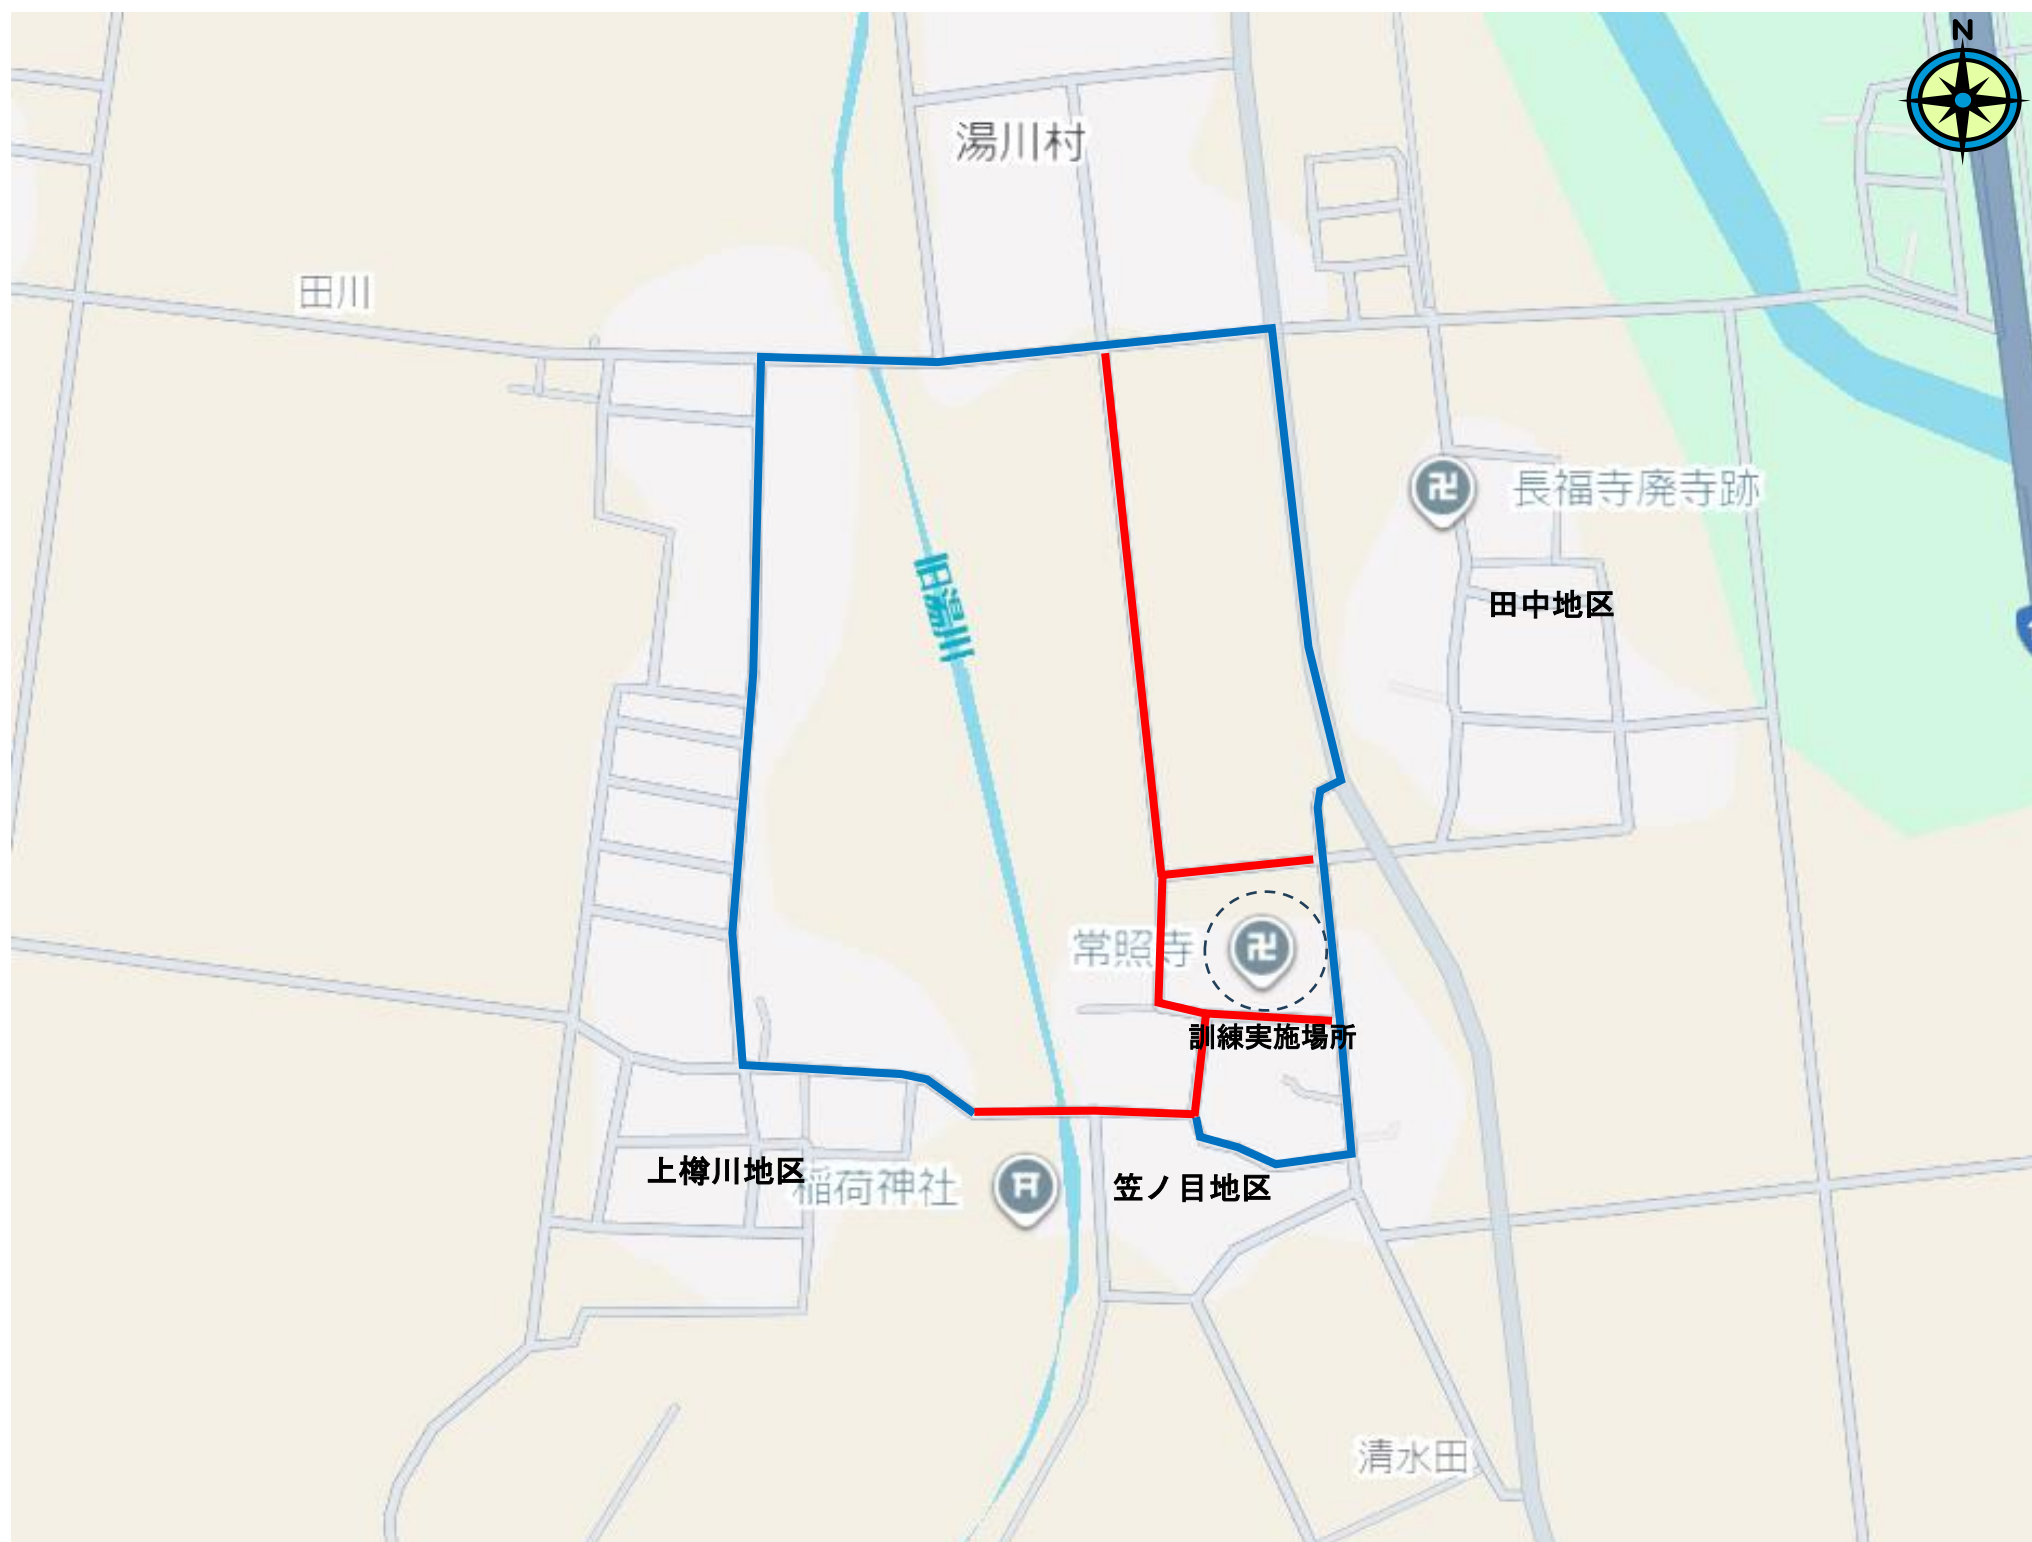 N
湯川村
田川
長福寺廃寺跡
旧湯川
田中地区
常照寺
訓練実施場所
上樽川地区
稲荷神社
笠ノ目地区
清水田